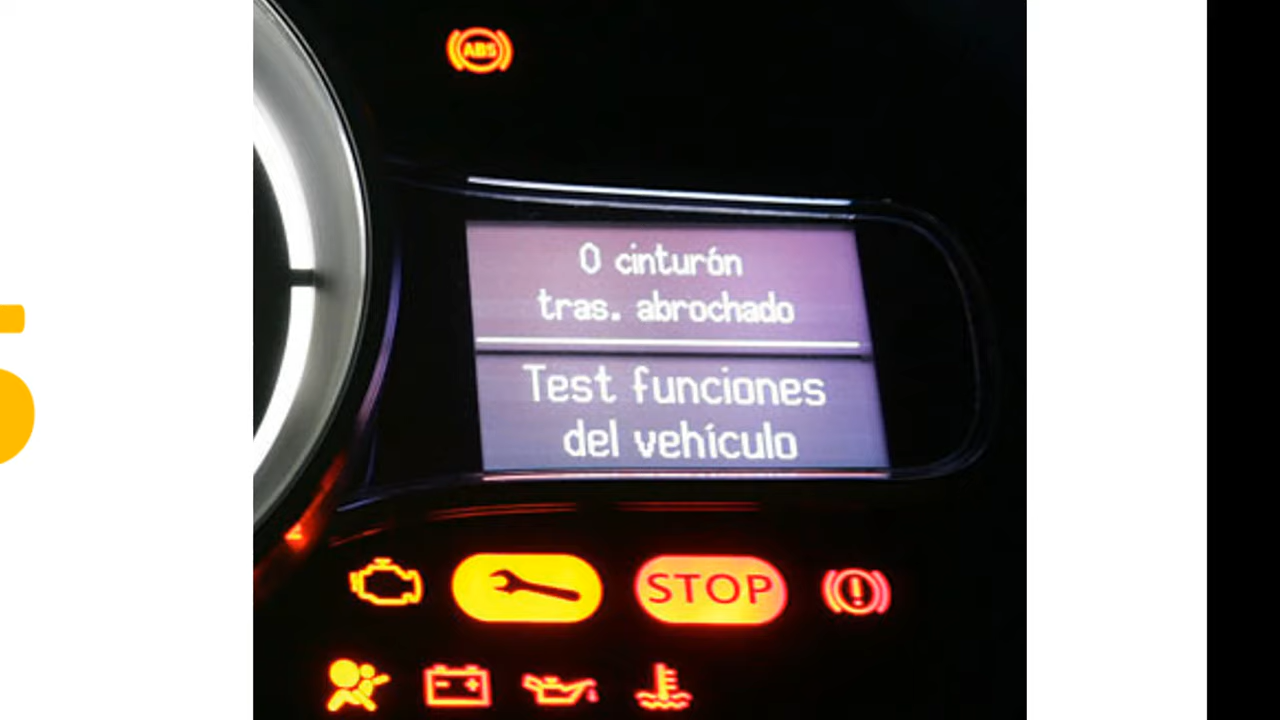 ABS
0 cinturón
tras. abrochado
Test funciones
del vehículo
STOP